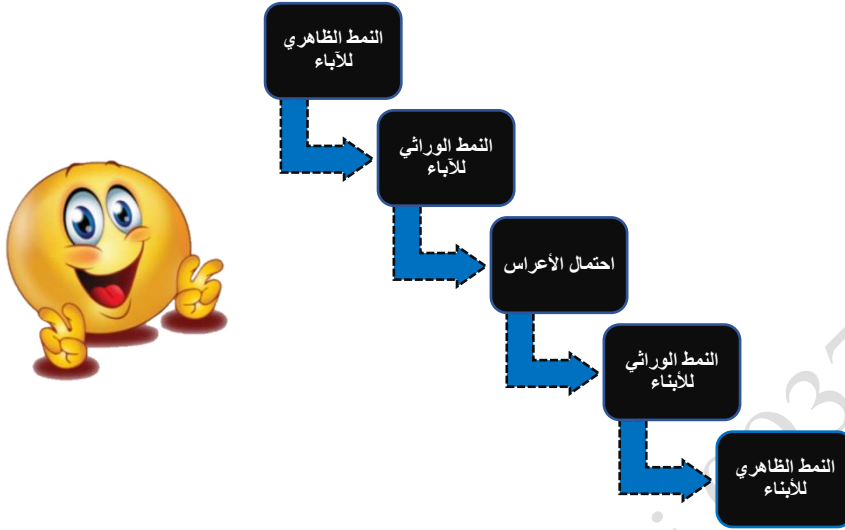 النمط الظاهري
للآباء
النمط الوراثي
للآباء
احتمال الأعراس
النمط الوراثي
للأبناء
النمط الظاهري
للأبناء